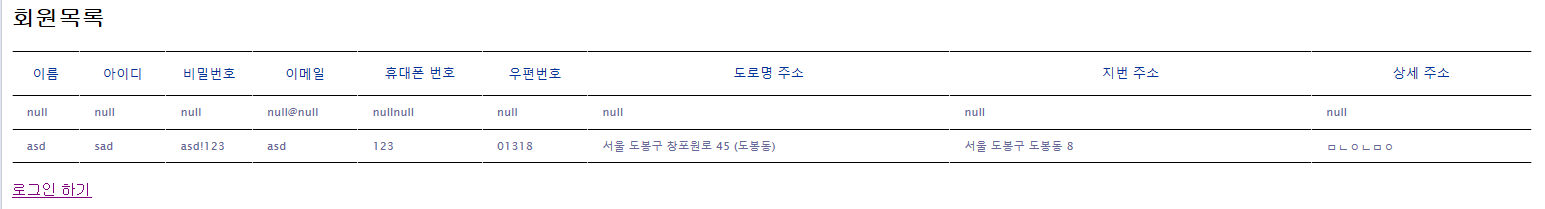 회원목록
이름 아이디 비밀번호 이메일 휴대폰 번호 우편번호 도로명 주소 지번 주소 상세 주소
null null null null@null nullnull null null null null
asd sad asd!123 asd 123 01318 서울 도봉구 창포원로 45 (도봉동) 서울 도봉구 도봉동 8 ㅁㄴㅇㄴㅁㅇ
로그인 하기